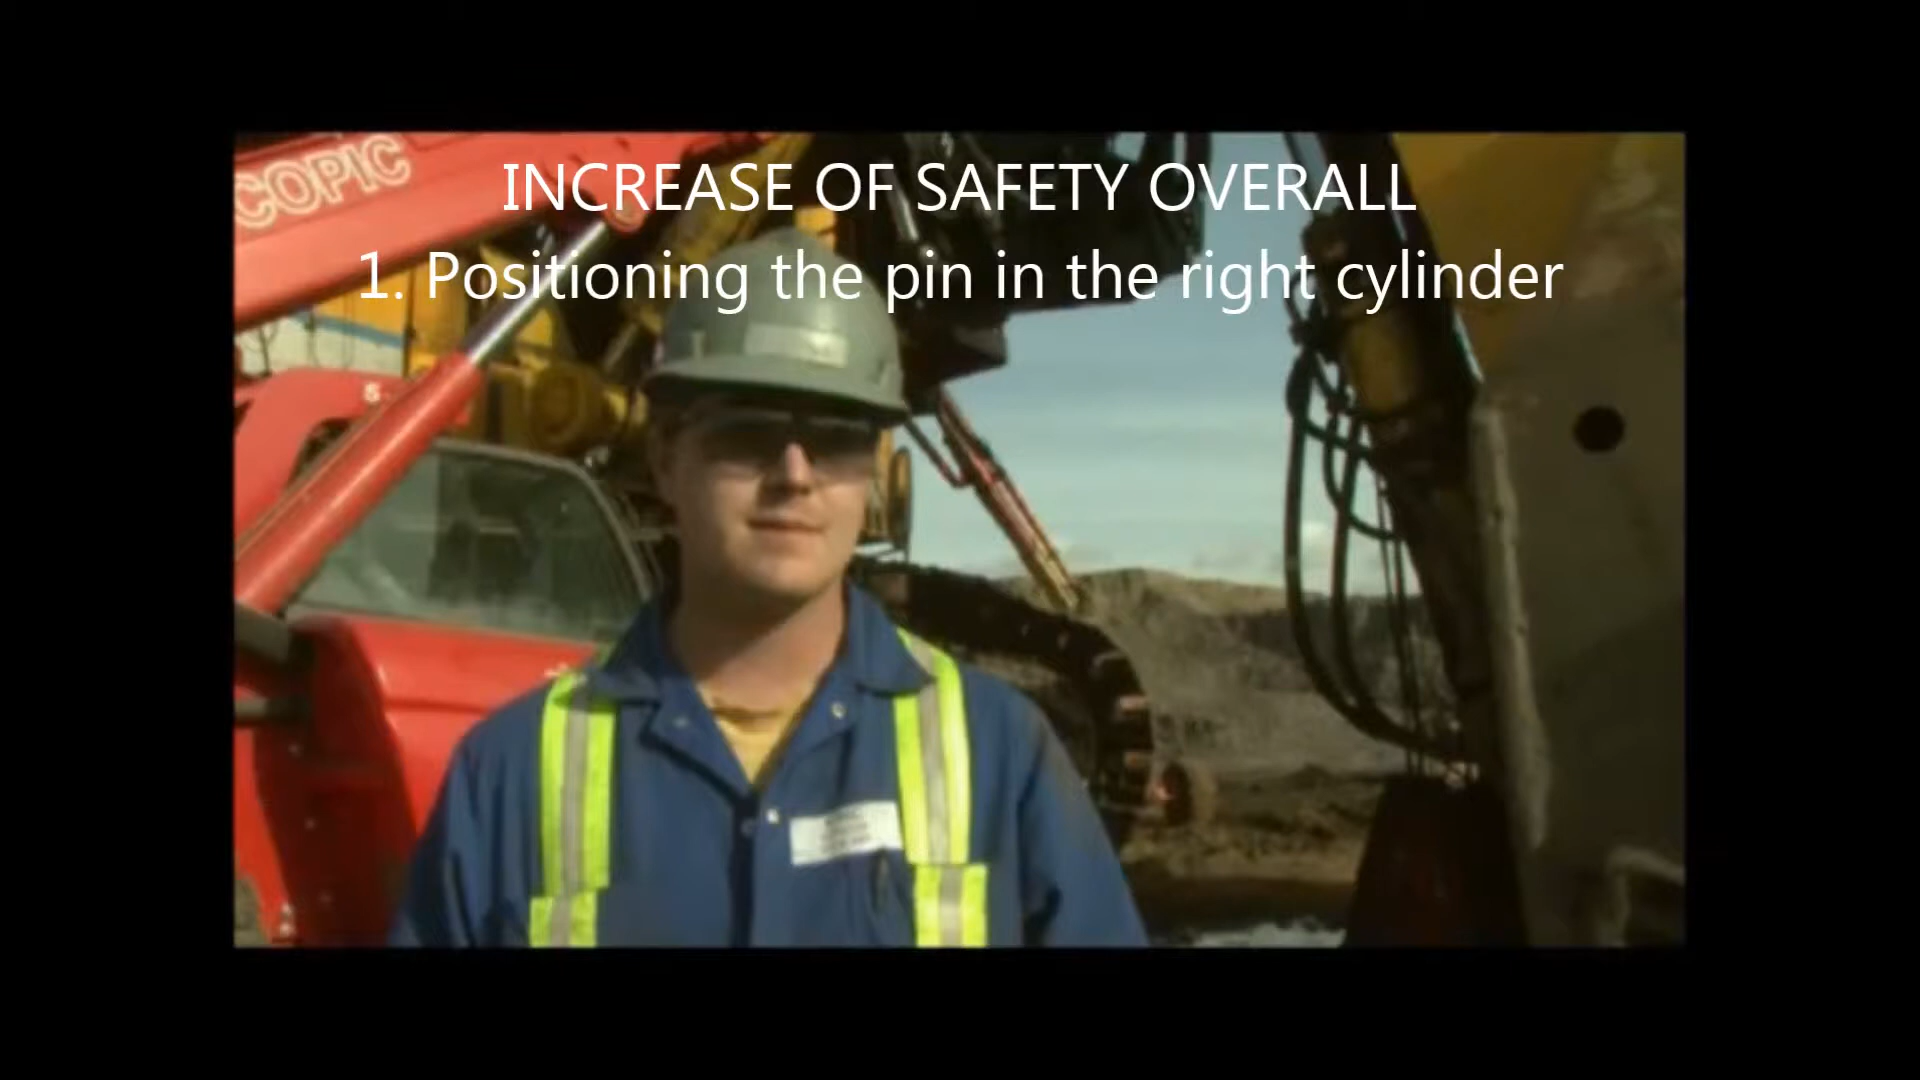 INCREASE OF SAFETY OVERALL
1. Positioning the pin in the right cylinder
COPIC